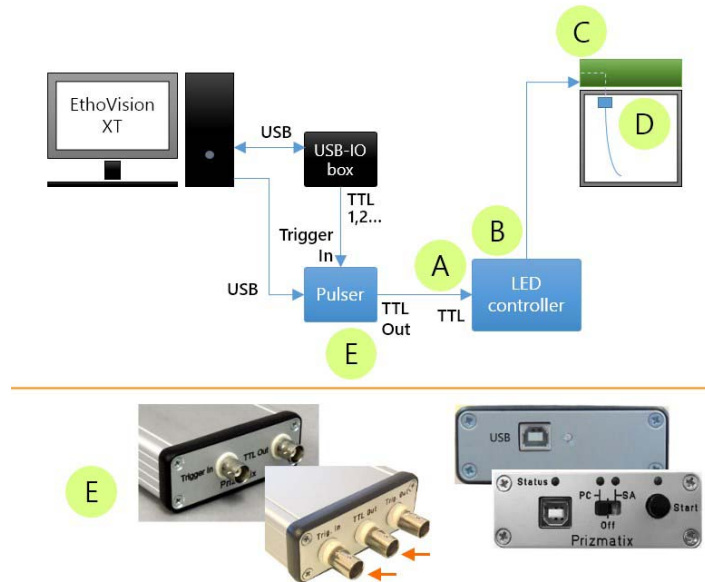 C
EthoVision
XT
USB
USB-IO
box
D
TTL
1,2...
Trigger
In
B
A
USB
Pulser
LED
controller
TTL
Out
TTL
E
E
Trigger In
TTL Out
Prizmatix
Trig. In
TTL Out
Trig. Out
USB
Status
PC
SA
Off
Start
Prizmatix